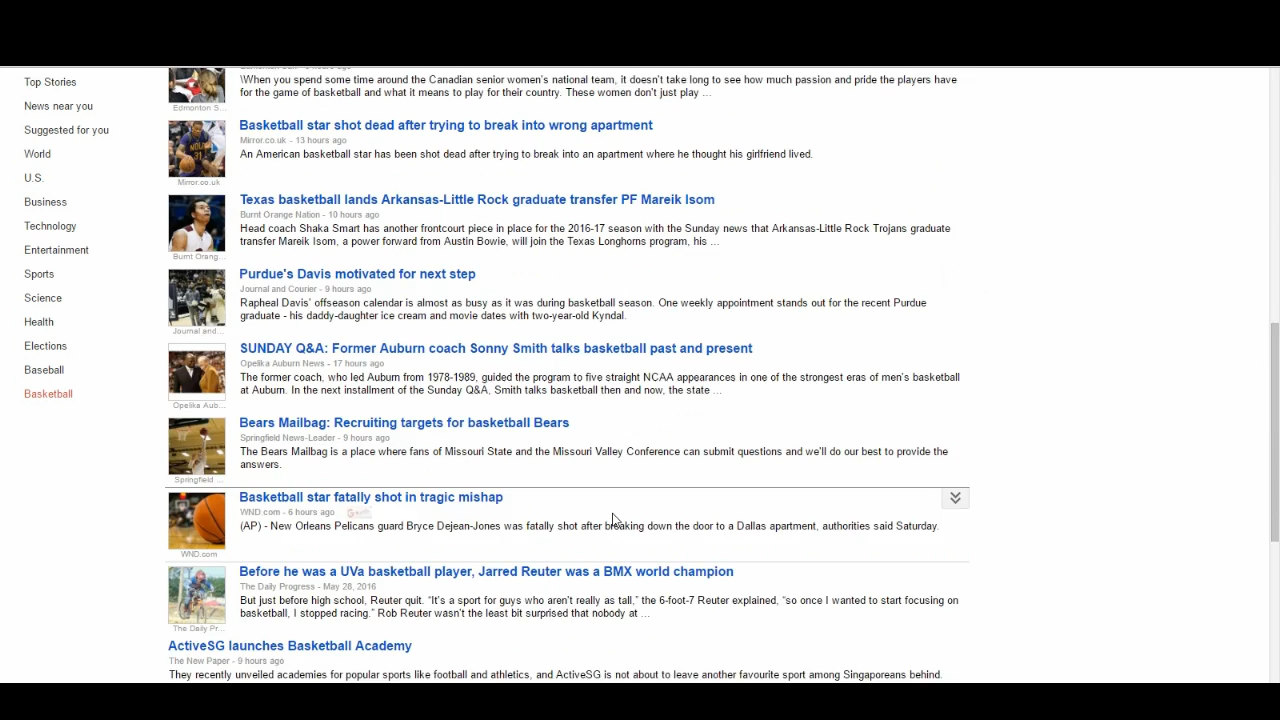 Top Stories
News near you
Suggested for you
World
U.S.
Business
Technology
Entertainment
Sports
Science
Health
Elections
Baseball
Basketball
\When you spend some time around the Canadian senior women's national team, it doesn't take long to see how much passion and pride the players have
for the game of basketball and what it means to play for their country. These women don't just play ...
Edmonton S...
Basketball star shot dead after trying to break into wrong apartment
Mirror.co.uk - 13 hours ago
An American basketball star has been shot dead after trying to break into an apartment where he thought his girlfriend lived.
Mirror.co.uk
Texas basketball lands Arkansas-Little Rock graduate transfer PF Mareik Isom
Burnt Orange Nation - 10 hours ago
Head coach Shaka Smart has another frontcourt piece in place for the 2016-17 season with the Sunday news that Arkansas-Little Rock Trojans graduate
transfer Mareik Isom, a power forward from Austin Bowie, will join the Texas Longhorns program, his ...
Burnt Orang...
Purdue's Davis motivated for next step
Journal and Courier - 9 hours ago
Rapheal Davis' offseason calendar is almost as busy as it was during basketball season. One weekly appointment stands out for the recent Purdue
graduate - his daddy-daughter ice cream and movie dates with two-year-old Kyndal.
Journal and...
SUNDAY Q&A: Former Auburn coach Sonny Smith talks basketball past and present
Opelika Auburn News - 17 hours ago
The former coach, who led Auburn from 1978-1989, guided the program to five straight NCAA appearances in one of the strongest eras of men's basketball
at Auburn. In the next installment of the Sunday Q&A, Smith talks basketball then and now, the state ...
Opelika Aub...
Bears Mailbag: Recruiting targets for basketball Bears
Springfield News-Leader - 9 hours ago
The Bears Mailbag is a place where fans of Missouri State and the Missouri Valley Conference can submit questions and we'll do our best to provide the
answers.
Springfield ...
Basketball star fatally shot in tragic mishap
WND.com - 6 hours ago
(AP) - New Orleans Pelicans guard Bryce Dejean-Jones was fatally shot after breaking down the door to a Dallas apartment, authorities said Saturday.
WND.com
Before he was a UVa basketball player, Jarred Reuter was a BMX world champion
The Daily Progress - May 28, 2016
But just before high school, Reuter quit. "It's a sport for guys who aren't really as tall," the 6-foot-7 Reuter explained, "so once I wanted to start focusing on
basketball, I stopped racing." Rob Reuter wasn't the least bit surprised that nobody at ...
The Daily Pr...
ActiveSG launches Basketball Academy
The New Paper - 9 hours ago
They recently unveiled academies for popular sports like football and athletics, and ActiveSG is not about to leave another favourite sport among Singaporeans behind.